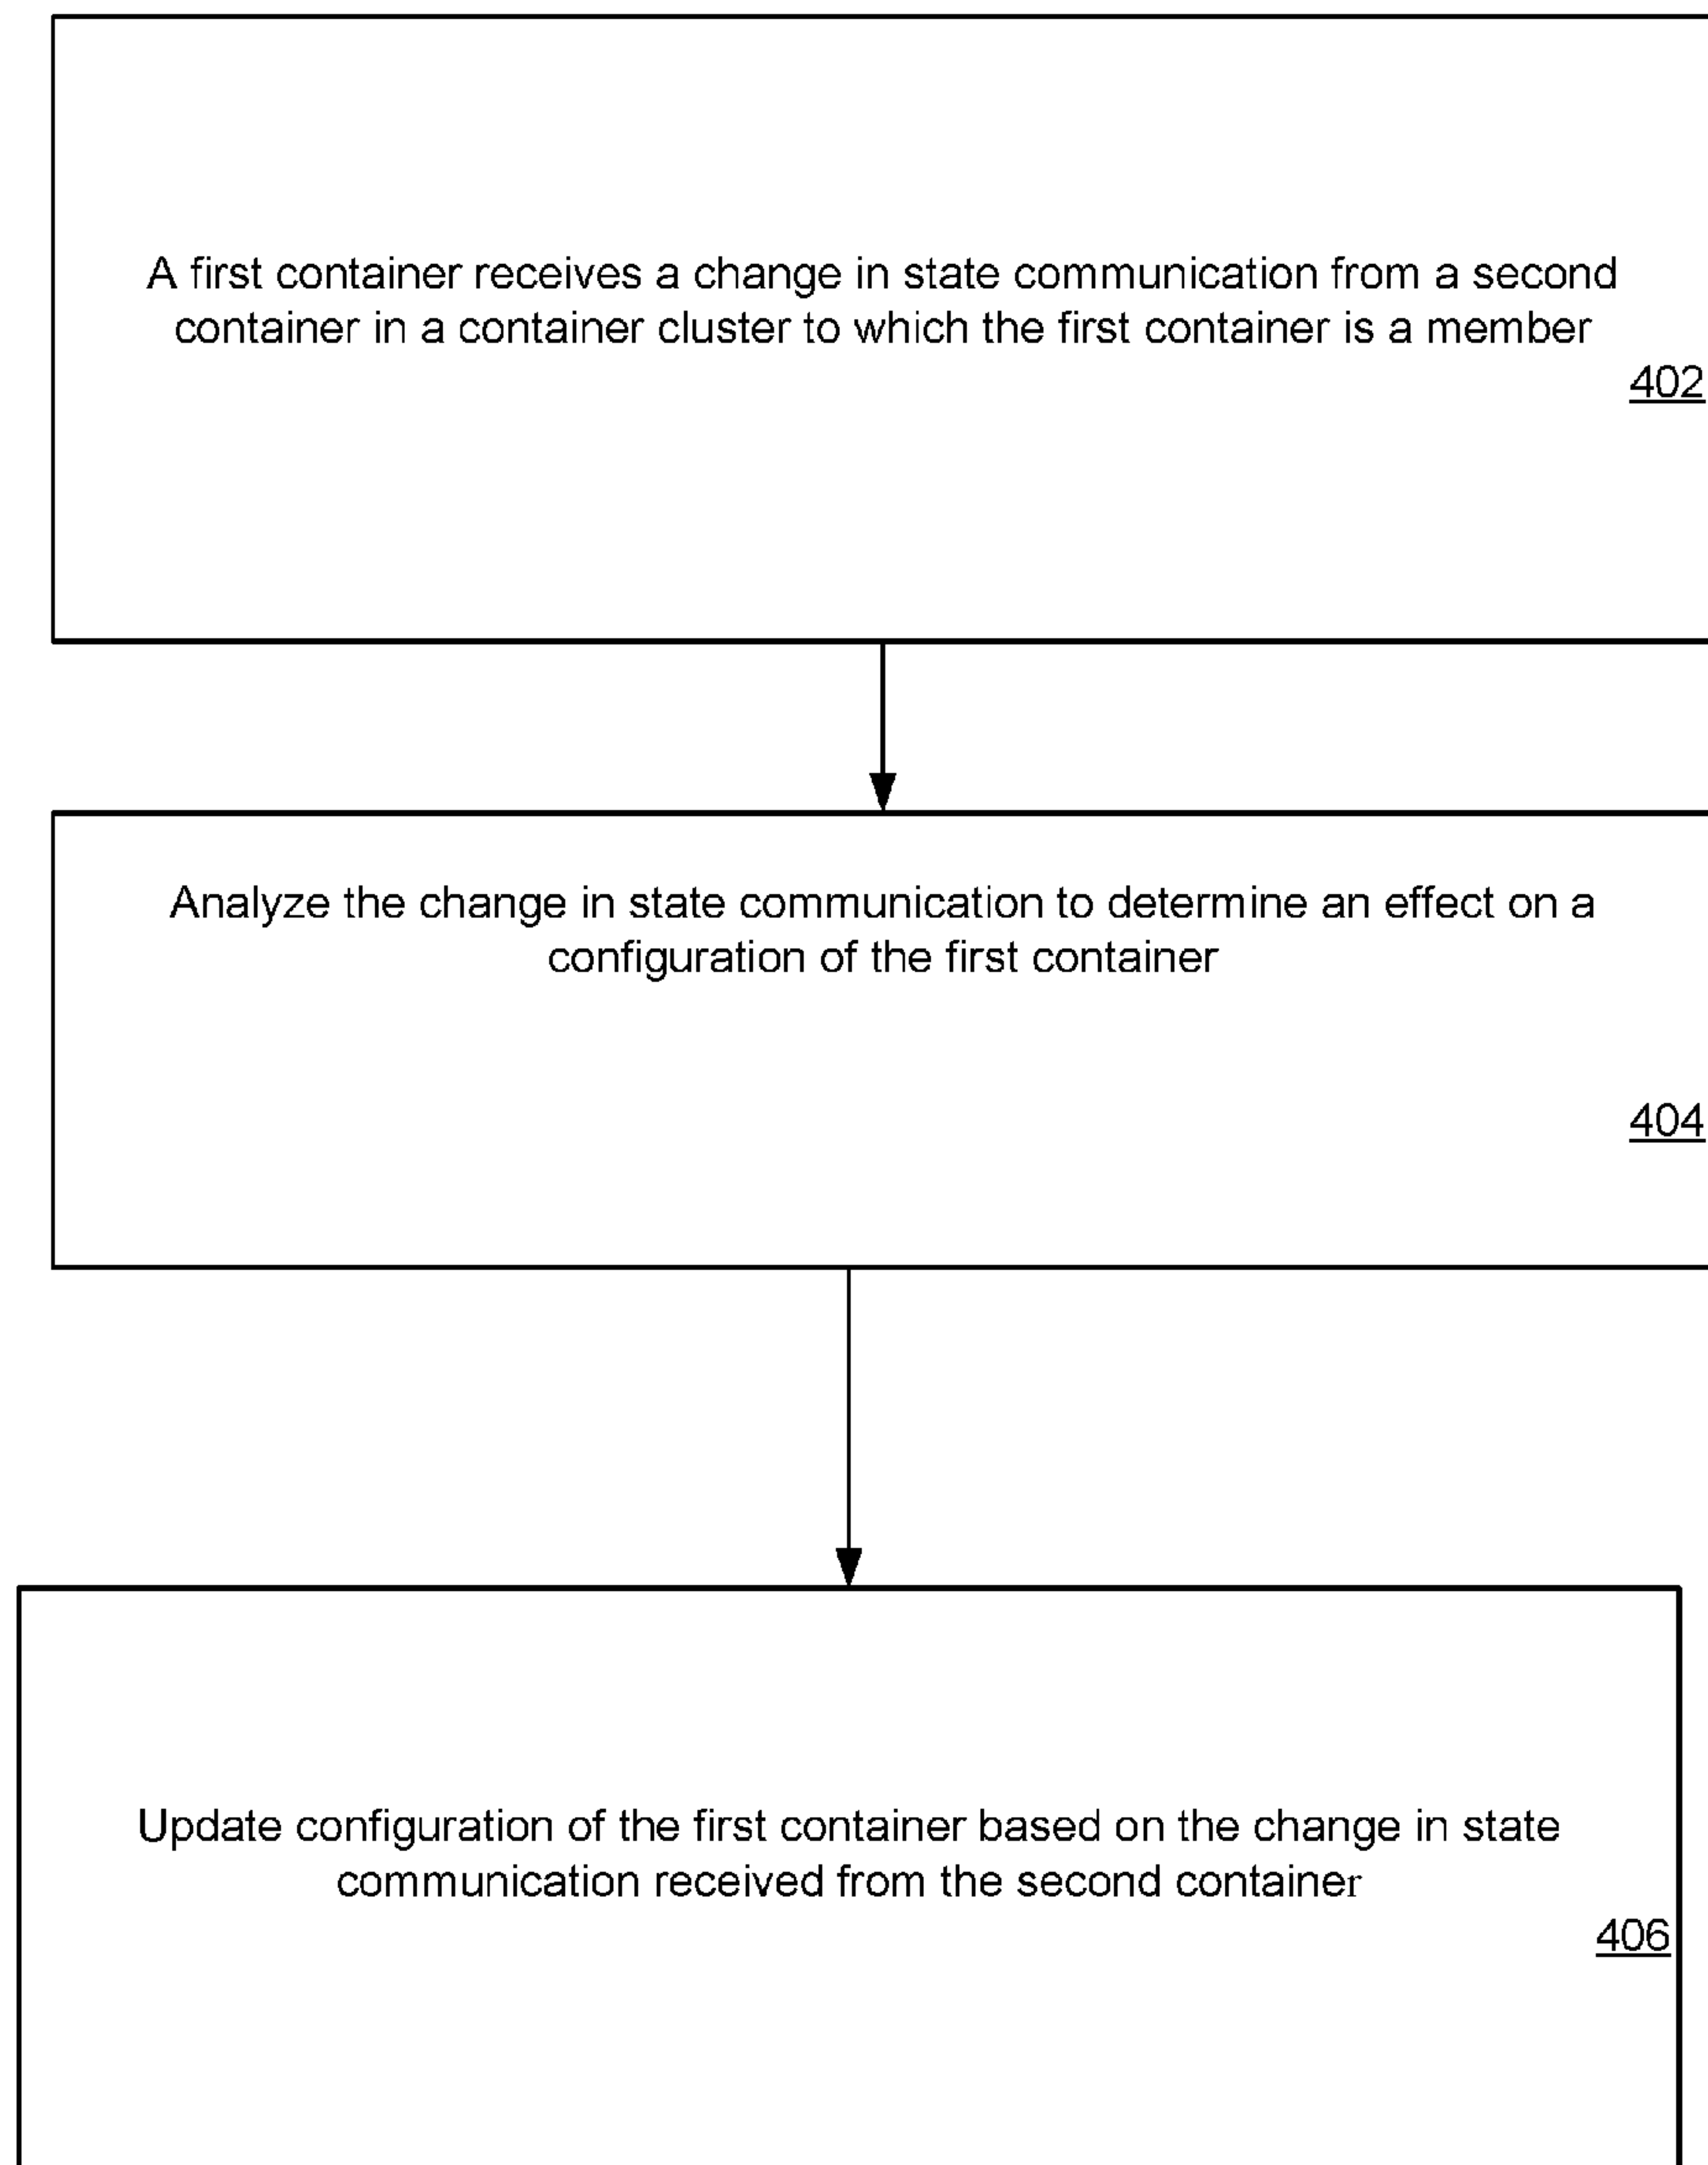 A first container receives a change in state communication from a second
container in a container cluster to which the first container is a member
402
Analyze the change in state communication to determine an effect on a
configuration of the first container
404
Update configuration of the first container based on the change in state
communication received from the second container
406